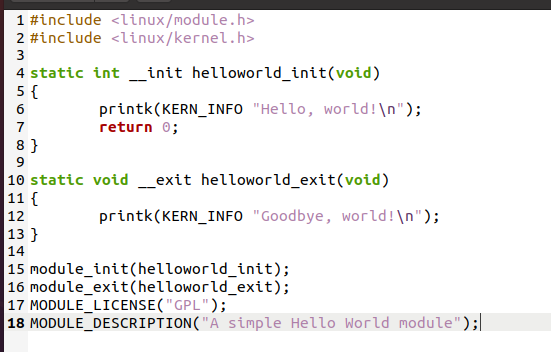 1 #include <linux/module.h>
2 #include <linux/kernel.h>
3
4 static int __init helloworld_init(void)
5 {
6         printk(KERN_INFO "Hello, world!\n");
7         return 0;
8 }
9
10 static void __exit helloworld_exit(void)
11 {
12         printk(KERN_INFO "Goodbye, world!\n");
13 }
14
15 module_init(helloworld_init);
16 module_exit(helloworld_exit);
17 MODULE_LICENSE("GPL");
18 MODULE_DESCRIPTION("A simple Hello World module");